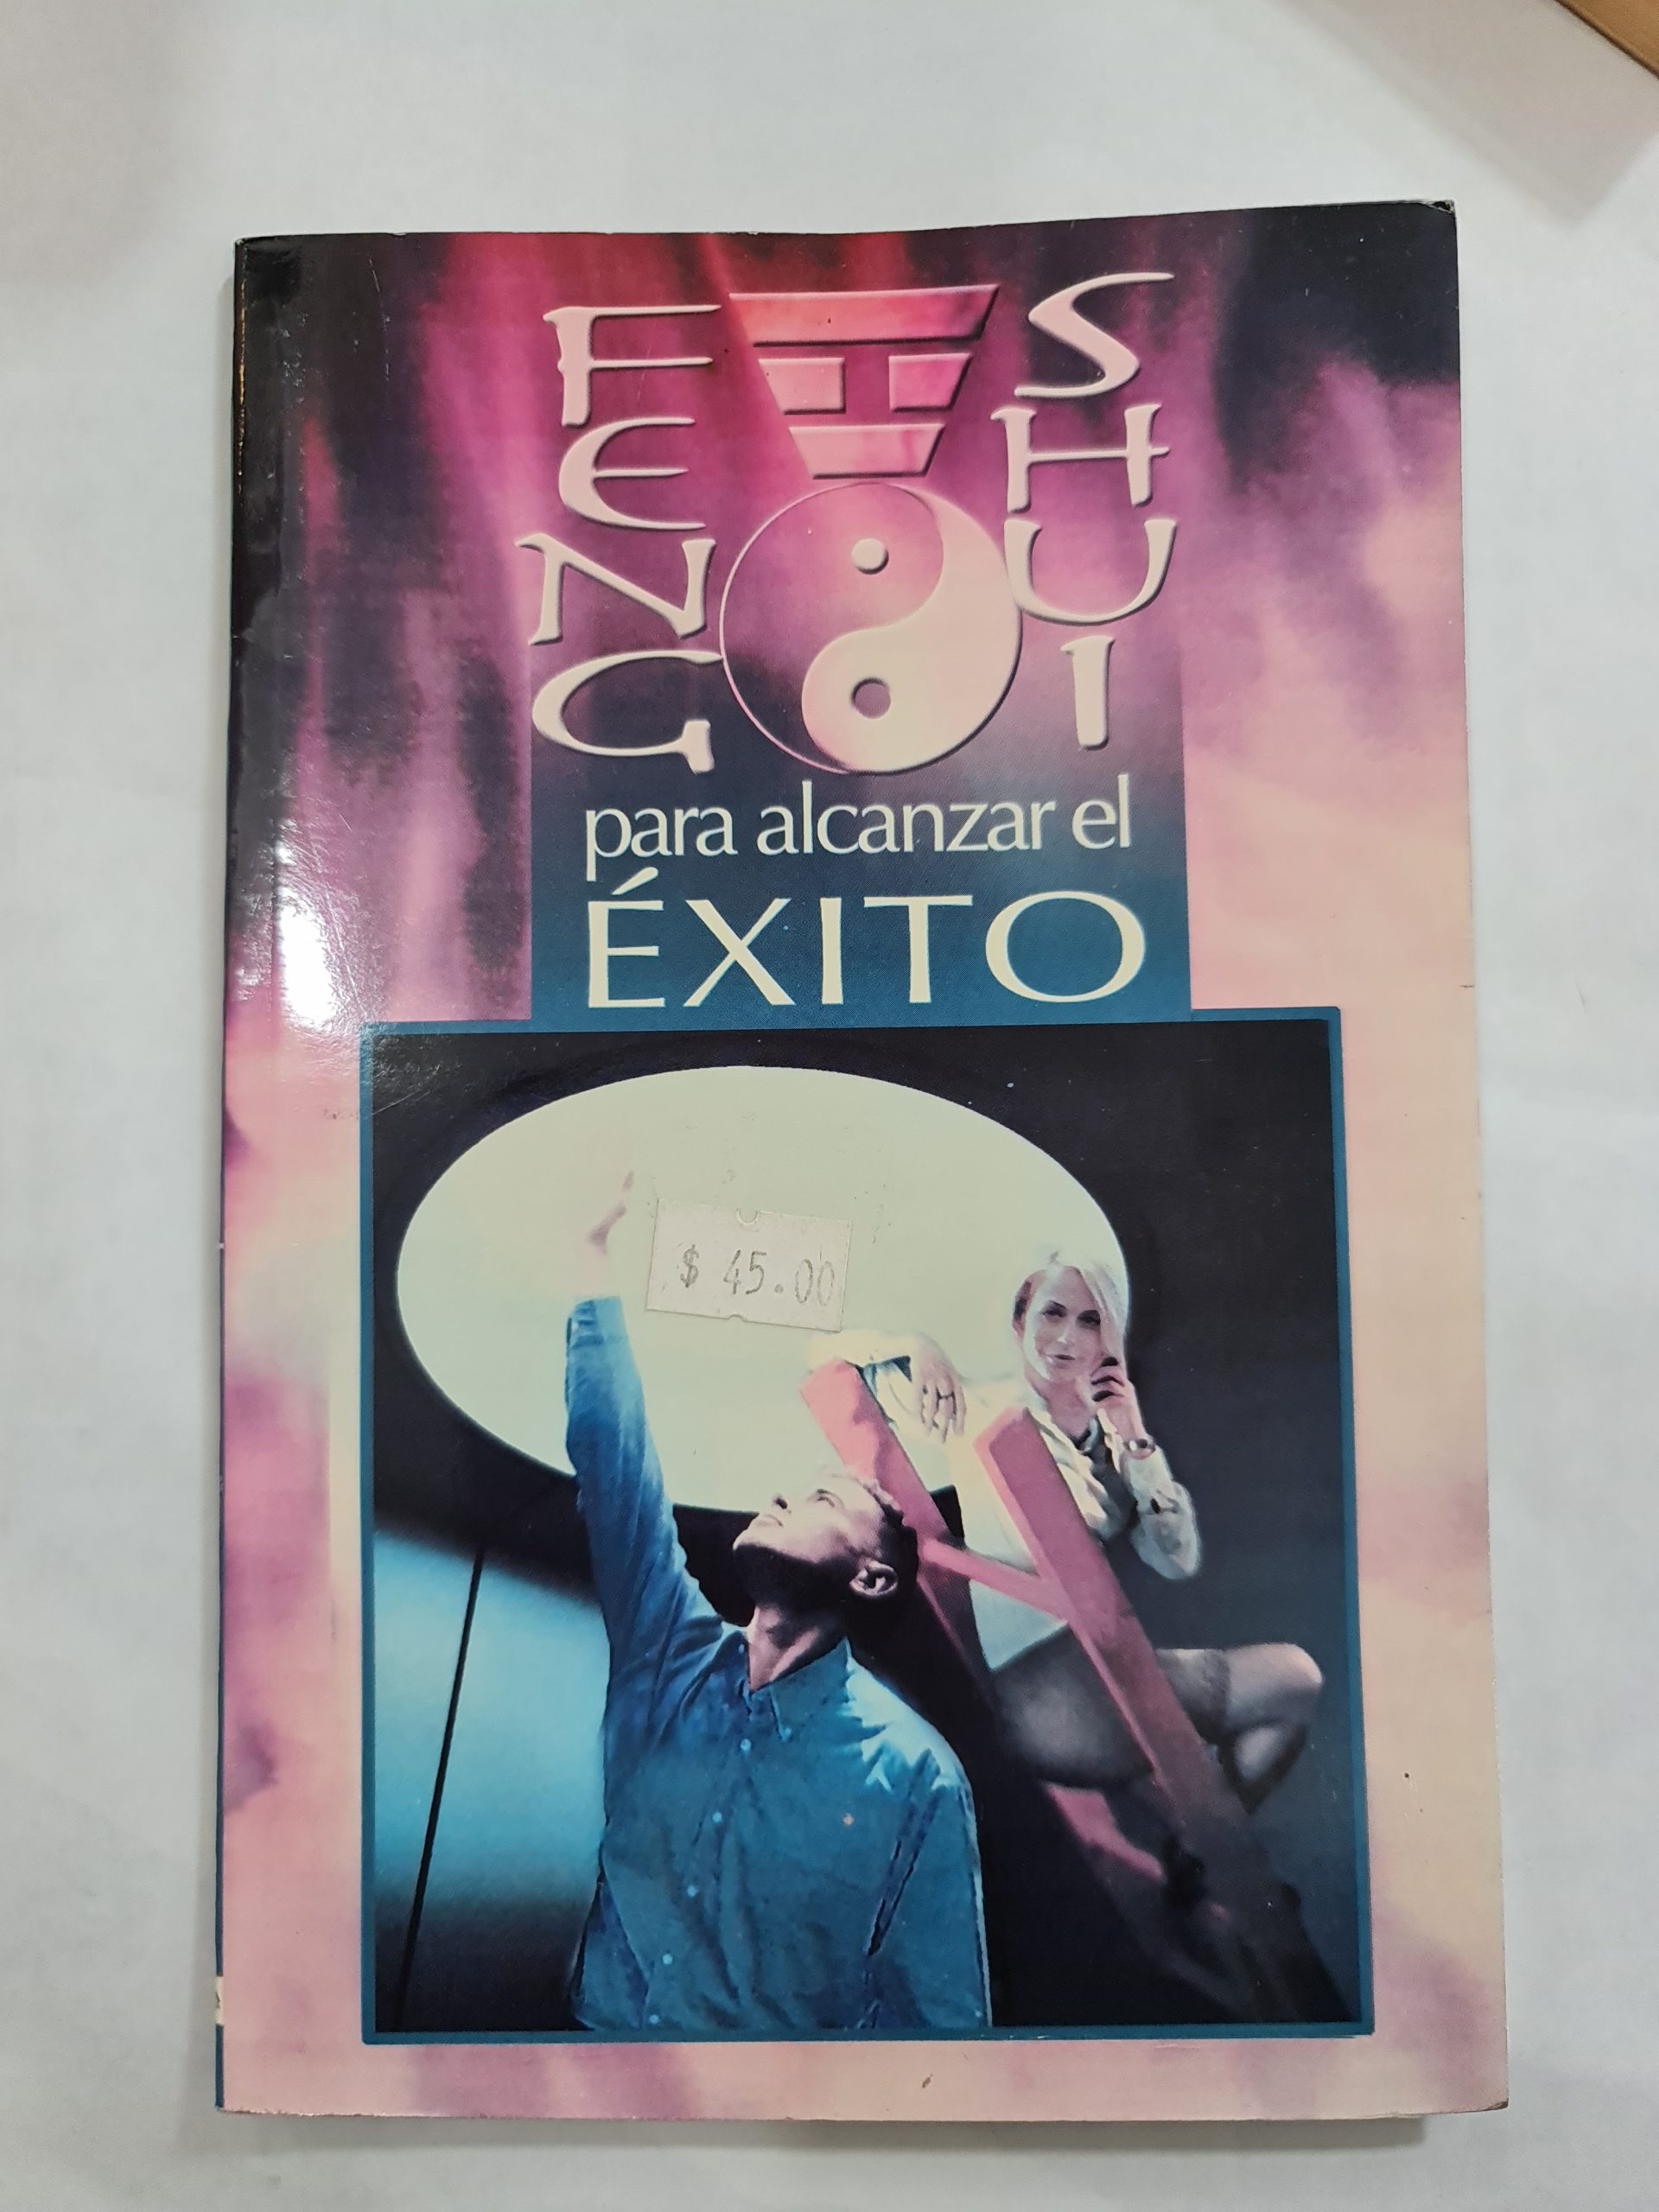 FENG
SHUI
para alcanzar el
ÉXITO
$ 45.00